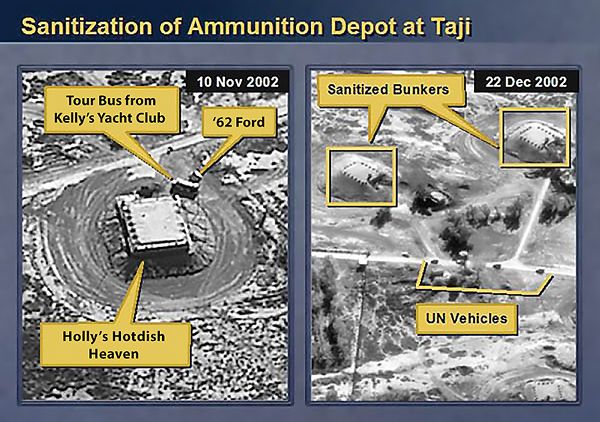 Sanitization of Ammunition Depot at Taji
10 Nov 2002
Tour Bus from
Kelly's Yacht Club
'62 Ford
Holly's Hotdish
Heaven
22 Dec 2002
Sanitized Bunkers
UN Vehicles